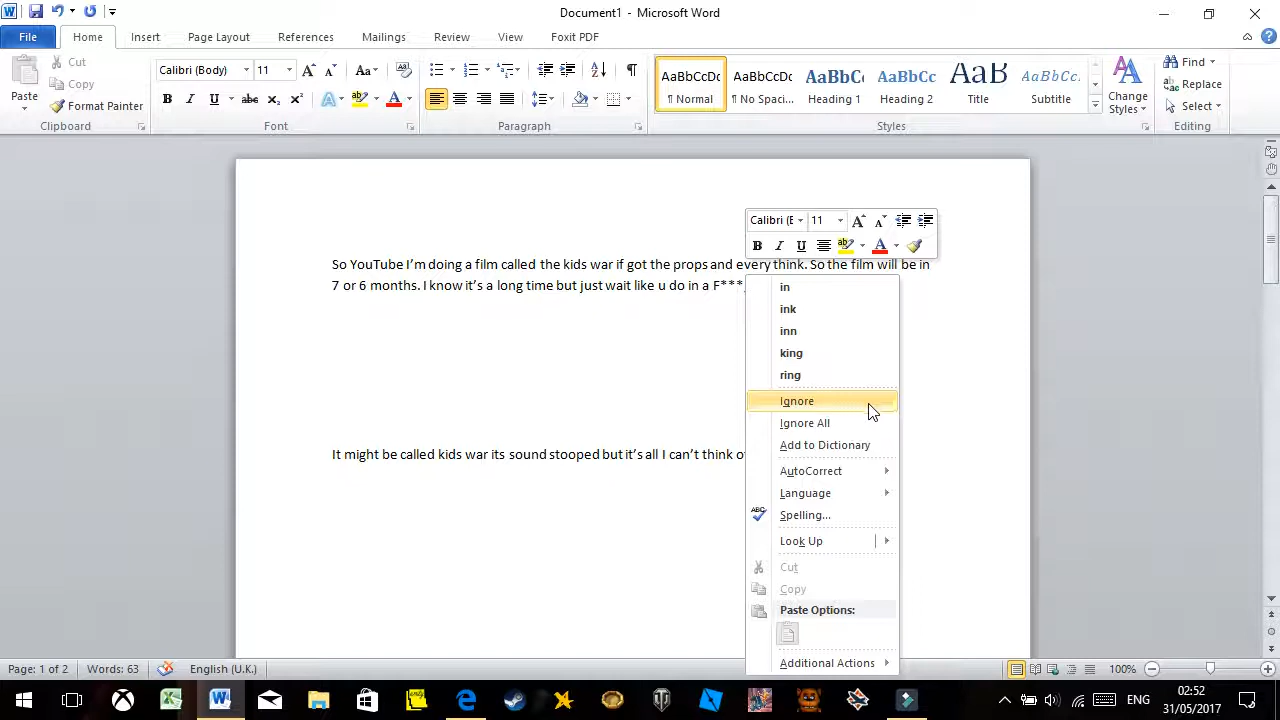 Document1 - Microsoft Word
File Home Insert Page Layout References Mailings Review View Foxit PDF
Cut
Copy
Format Painter
Paste
Clipboard
Calibri (Body) 11
Font
Paragraph
AaBbCcDc AaBbCcDc AaBbC AaBbCc AaB AaBbCc.
¶ Normal ¶ No Spaci... Heading 1 Heading 2 Title Subtitle
Change
Styles
Styles
Find
Replace
Select
Editing
Calibri (E 11
So YouTube I'm doing a film called the kids war if got the props and every think. So the film will be in
7 or 6 months. I know it's a long time but just wait like u do in a F***
It might be called kids war its sound stooped but it's all I can't think
in
ink
inn
king
ring
Ignore
Ignore All
Add to Dictionary
AutoCorrect
Language
Spelling...
Look Up
Cut
Copy
Paste Options:
Additional Actions
Page: 1 of 2 Words: 63 English (U.K.) 100%
ENG 02:52
31/05/2017